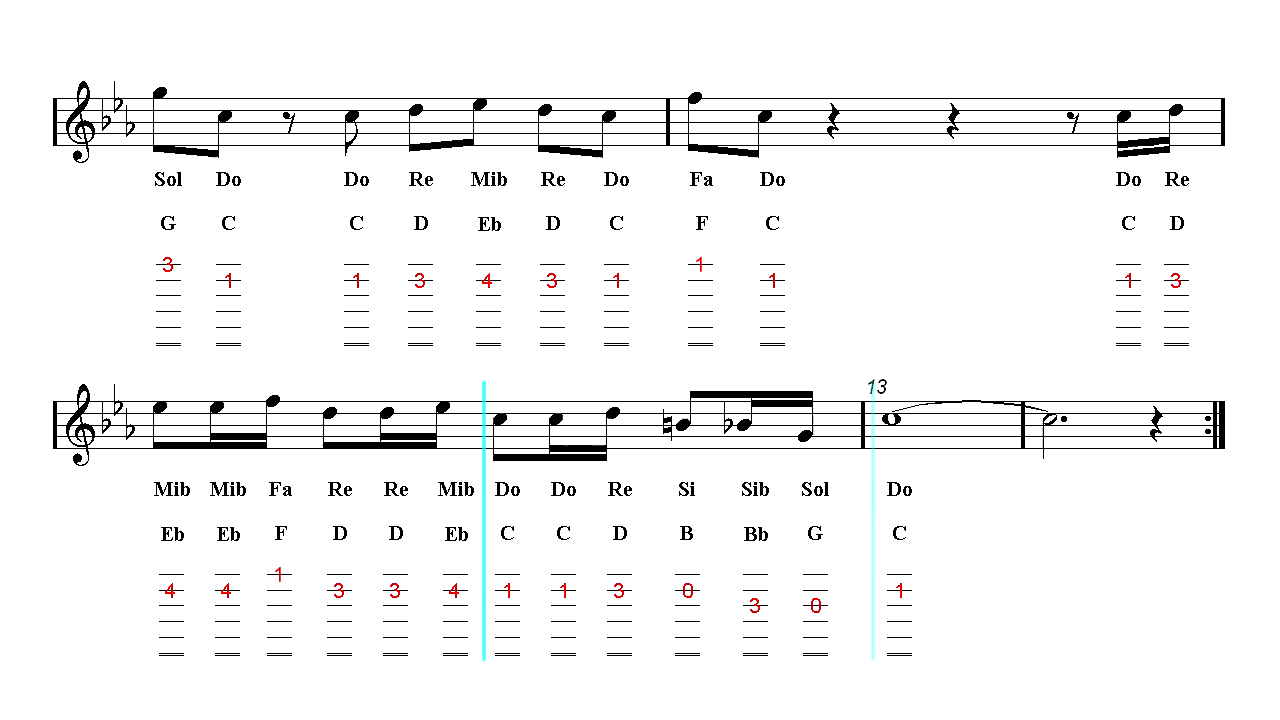 Sol Do Do Re Mib Re Do Fa Do Do Re
G C C D Eb D C F C C D
3 1 1 3 4 3 1 1 1 1 3
13
Mib Mib Fa Re Re Mib Do Do Re Si Sib Sol Do
Eb Eb F D D Eb C C D B Bb G C
4 4 1 3 3 4 1 1 3 0 3 0 1